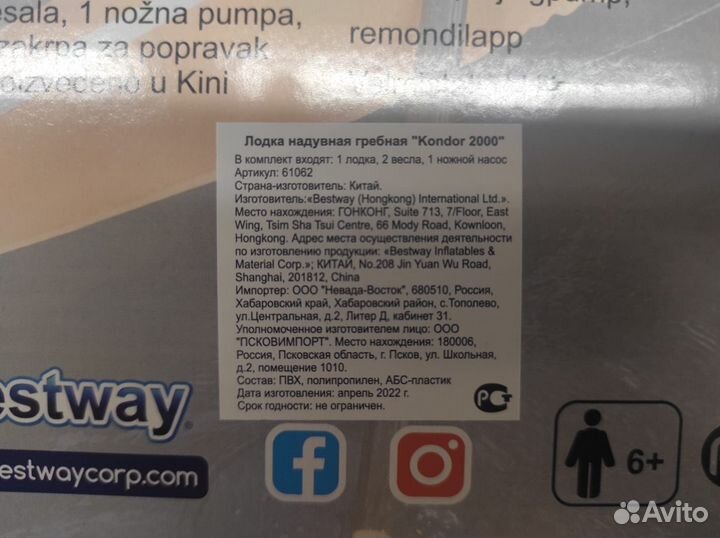 esala, 1 nožna pumpa,
zakrpa za popravak
oizvedeno u Kini
remondilapp
Лодка надувная гребная "Kondor 2000"
В комплект входят: 1 лодка, 2 весла, 1 ножной насос
Артикул: 61062
Страна-изготовитель: Китай.
Изготовитель:«Bestway (Hongkong) International Ltd.».
Место нахождения: ГОНКОНГ, Suite 713, 7/Floor, East
Wing, Tsim Sha Tsui Centre, 66 Mody Road, Kownloon,
Hongkong. Адрес места осуществления деятельности
по изготовлению продукции: «Bestway Inflatables &
Material Corp.»; КИТАЙ, No.208 Jin Yuan Wu Road,
Shanghai, 201812, China
Импортер: ООО "Невада-Восток", 680510, Россия,
Хабаровский край, Хабаровский район, с.Тополево,
ул.Центральная, д.2, Литер Д, кабинет 31.
Уполномоченное изготовителем лицо: ООО
"ПСКОВИМПОРТ". Место нахождения: 180006,
Россия, Псковская область, г. Псков, ул. Школьная,
д.2, помещение 1010.
Состав: ПВХ, полипропилен, АБС-пластик
Дата изготовления: апрель 2022 г.
Срок годности: не ограничен.
РСТ
estway®
estwaycorp.com
6+
Avito